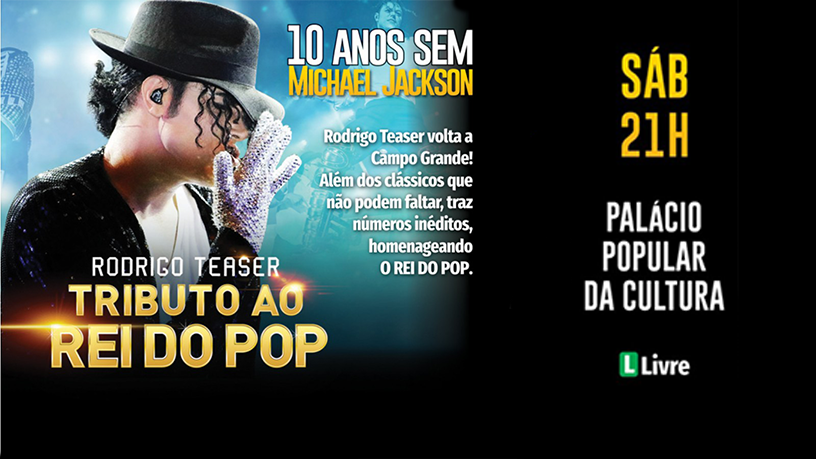 10 ANOS SEM
MICHAEL JACKSON
Rodrigo Teaser volta a
Campo Grande!
Além dos clássicos que
não podem faltar, traz
números inéditos,
homenageando
O REI DO POP.
RODRIGO TEASER
TRIBUTO AO
REI DO POP
SÁB
21H
PALÁCIO
POPULAR
DA CULTURA
L Livre